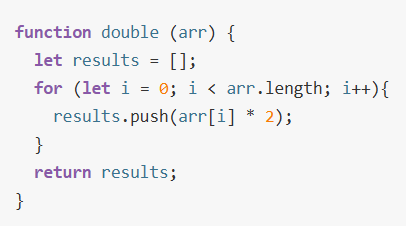 function double (arr) {
  let results = [];
  for (let i = 0; i < arr.length; i++){
    results.push(arr[i] * 2);
  }
  return results;
}